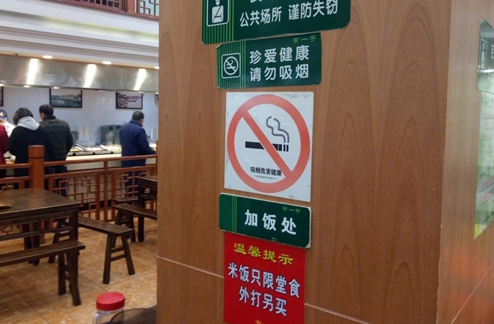 公共场所 谨防失窃
珍爱健康
请勿吸烟
吸烟危害健康
加饭处
温馨提示
米饭只限堂食
外打另买